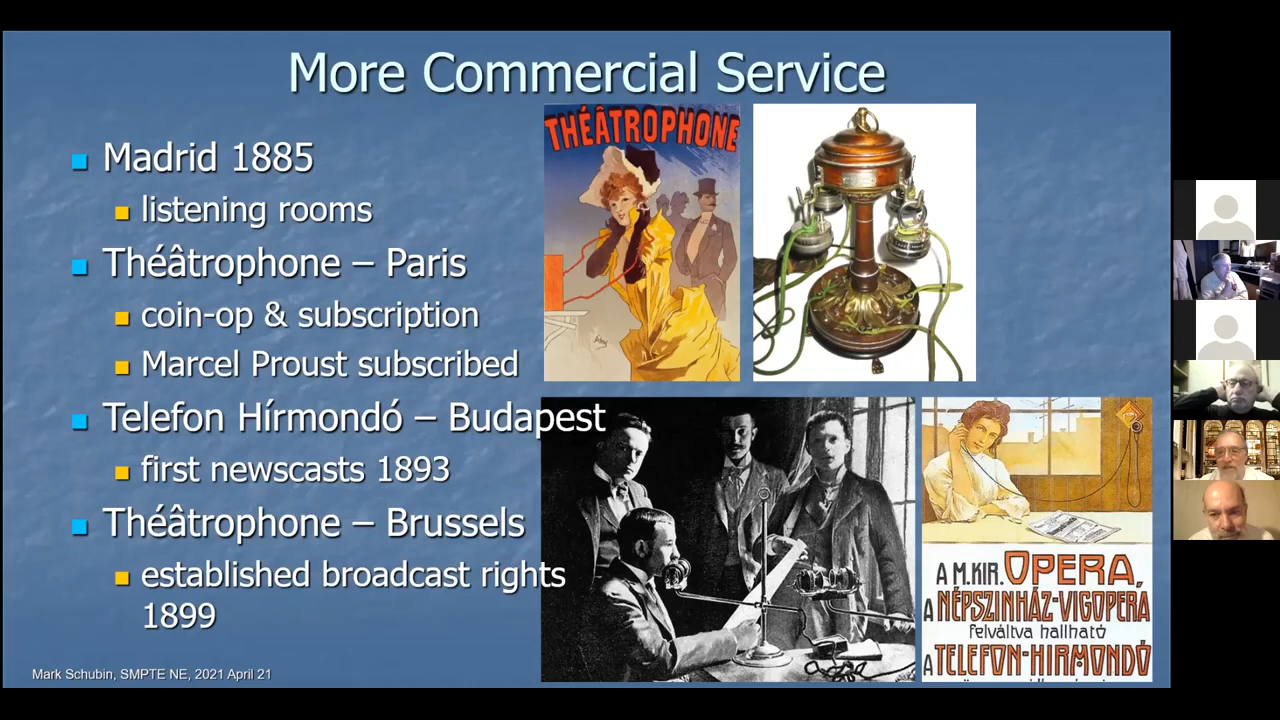 More Commercial Service
Madrid 1885
listening rooms
Théâtrophone – Paris
coin-op & subscription
Marcel Proust subscribed
Telefon Hírmondó – Budapest
first newscasts 1893
Théâtrophone – Brussels
established broadcast rights
1899
Mark Schubin, SMPTE NE, 2021 April 21
THÉÂTROPHONE
A M. KIR. OPERA,
A NÉPSZINHÁZ-VIGOPERA
felváltva hallható
A TELEFON-HIRMONDÓ